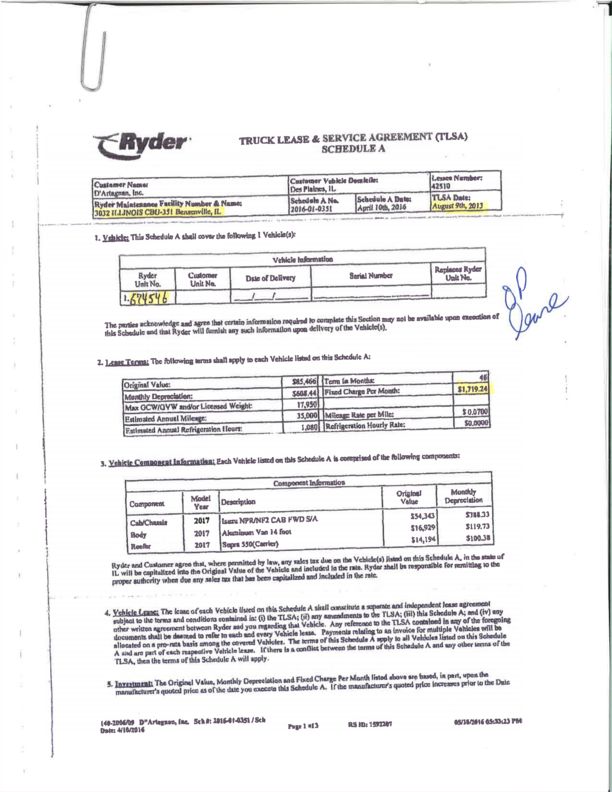 Ryder
TRUCK LEASE & SERVICE AGREEMENT (TLSA)
SCHEDULE A
Customer Name:
D'Artagnan, Inc.
Customer Vehicle Domicile:
Des Plaines, IL
Lessee Number:
42510
Ryder Maintenance Facility Number & Name:
3032 ILLINOIS CBU-351 Bensenville, IL
Schedule A No.
2016-01-0351
Schedule A Date:
April 10th, 2016
TLSA Date:
August 9th, 2013
1. Vehicle: This Schedule A shall cover the following 1 Vehicle(s):
Vehicle Information
Ryder Unit No. Customer Unit No. Date of Delivery Serial Number Replaces Ryder Unit No.
1. 674546 __/__/__
JP
Lease
The parties acknowledge and agree that certain information required to complete this Section may not be available upon execution of
this Schedule and that Ryder will furnish any such information upon delivery of the Vehicle(s).
2. Lease Terms: The following terms shall apply to each Vehicle listed on this Schedule A:
Original Value: $85,466 Term in Months:
Monthly Depreciation: $608.44 Fixed Charge Per Month: $1,719.24
Max GCW/GVW and/or Licensed Weight: 17,950
Estimated Annual Mileage: 35,000 Mileage Rate per Mile: $ 0.0700
Estimated Annual Refrigeration Hours: 1,080 Refrigeration Hourly Rate: $0.0000
3. Vehicle Component Information: Each Vehicle listed on this Schedule A is comprised of the following components:
Component Information
Component Model Year Description Original Value Monthly Depreciation
Cab/Chassis 2017 Isuzu NPR/NF2 CAB FWD S/A $54,343 $388.33
Body 2017 Aluminum Van 14 foot $16,929 $119.73
Reefer 2017 Supra 550(Carrier) $14,194 $100.38
Ryder and Customer agree that, where permitted by law, any sales tax due on the Vehicle(s) listed on this Schedule A, in the state of
IL will be capitalized into the Original Value of the Vehicle and included in the rate. Ryder shall be responsible for remitting to the
proper authority when due any sales tax that has been capitalized and included in the rate.
4. Vehicle Lease: The lease of each Vehicle listed on this Schedule A shall constitute a separate and independent lease agreement
subject to the terms and conditions contained in: (i) the TLSA; (ii) any amendments to the TLSA; (iii) this Schedule A; and (iv) any
other written agreement between Ryder and you regarding that Vehicle. Any reference to the TLSA contained in any of the foregoing
documents shall be deemed to refer to each and every Vehicle lease. Payments relating to an invoice for multiple Vehicles will be
allocated on a pro-rata basis among the covered Vehicles. The terms of this Schedule A apply to all Vehicles listed on this Schedule
A and are part of each respective Vehicle lease. If there is a conflict between the terms of this Schedule A and any other terms of the
TLSA, then the terms of this Schedule A will apply.
5. Investment: The Original Value, Monthly Depreciation and Fixed Charge Per Month listed above are based, in part, upon the
manufacturer's quoted price as of the date you execute this Schedule A. If the manufacturer's quoted price increases prior to the Date
140-2006/09 D"Artagnan, Inc. Sch #: 2016-01-0351 / Sch
Date: 4/10/2016
Page 1 of 3
RS ID: 1592207
05:33:23 PM